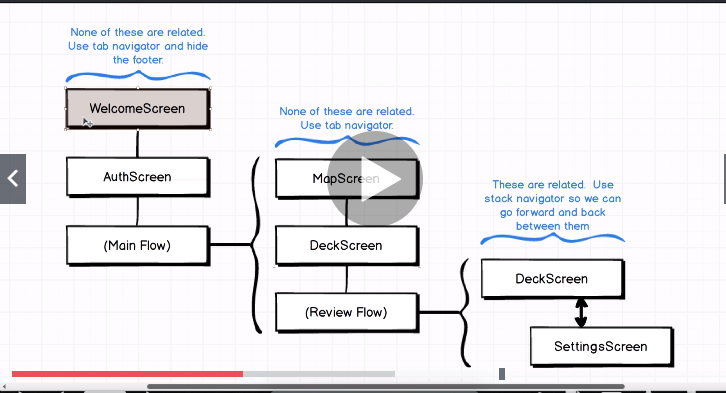 None of these are related.
Use tab navigator and hide
the footer.
WelcomeScreen
AuthScreen
(Main Flow)
None of these are related.
Use tab navigator.
MapScreen
DeckScreen
(Review Flow)
These are related. Use
stack navigator so we can
go forward and back
between them
DeckScreen
SettingsScreen